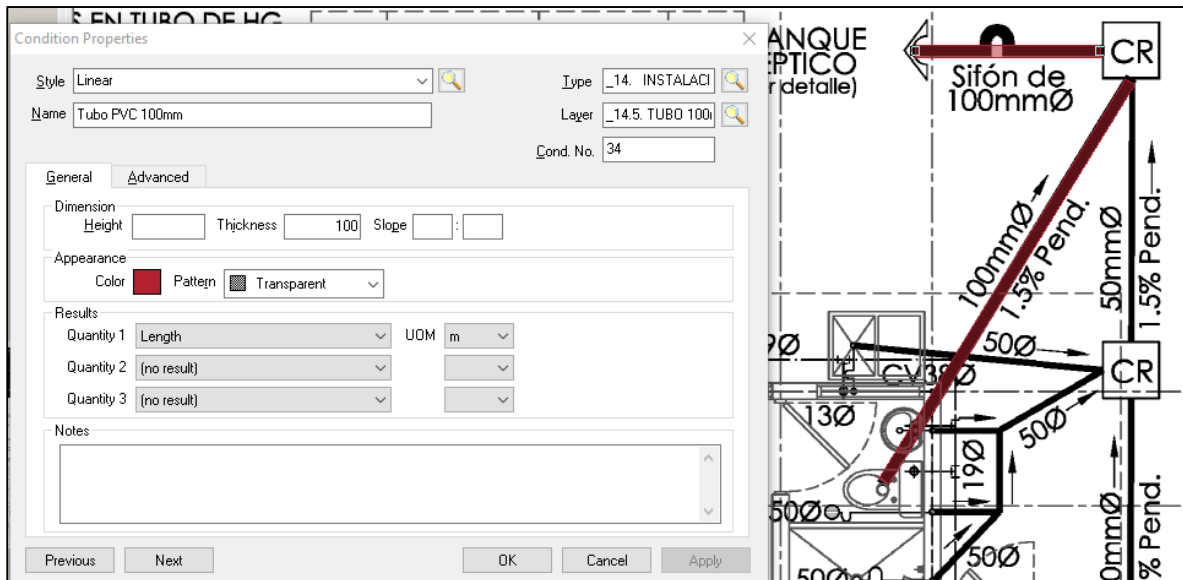 S EN TUBO DE HG
Condition Properties
Style Linear
Type _14. INSTALACI
Name Tubo PVC 100mm
Layer _14.5. TUBO 100
Cond. No. 34
General Advanced
Dimension
Height Thickness 100 Slope :
Appearance
Color Pattern Transparent
Results
Quantity 1 Length UOM m
Quantity 2 (no result)
Quantity 3 (no result)
Notes
Previous Next OK Cancel Apply
ANQUE
EPTICO
r detalle)
CR
Sifón de
100mmØ
100mmØ
1.5% Pend.
50mmØ
1.5% Pend.
9Ø
50Ø
CV38Ø
CR
13Ø
50Ø
19Ø
50Ø
0mmØ
% Pend.
50Ø
50Ø